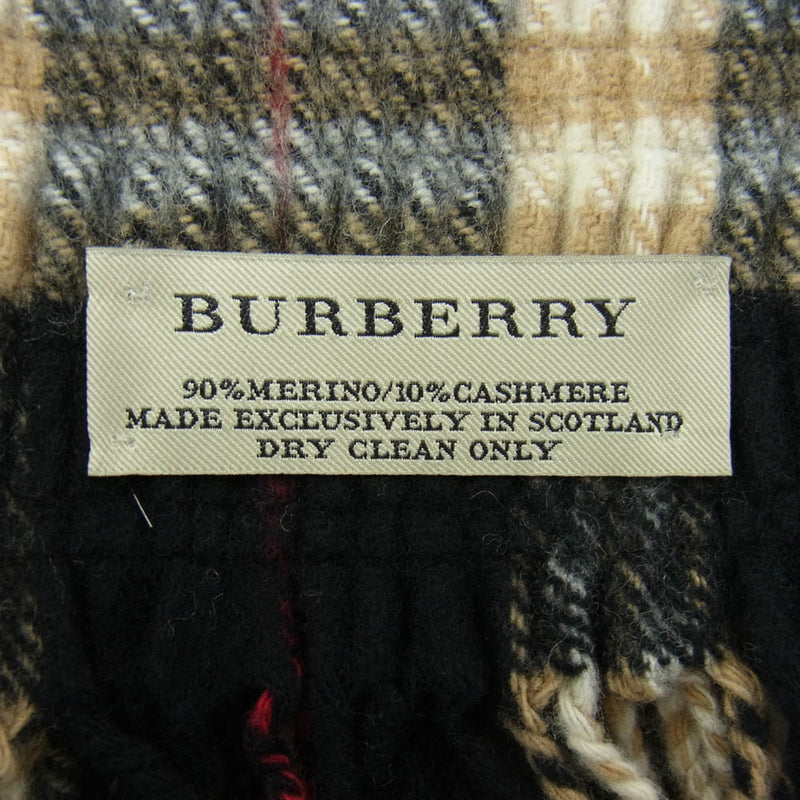 BURBERRY
90%MERINO/10%CASHMERE
MADE EXCLUSIVELY IN SCOTLAND
DRY CLEAN ONLY